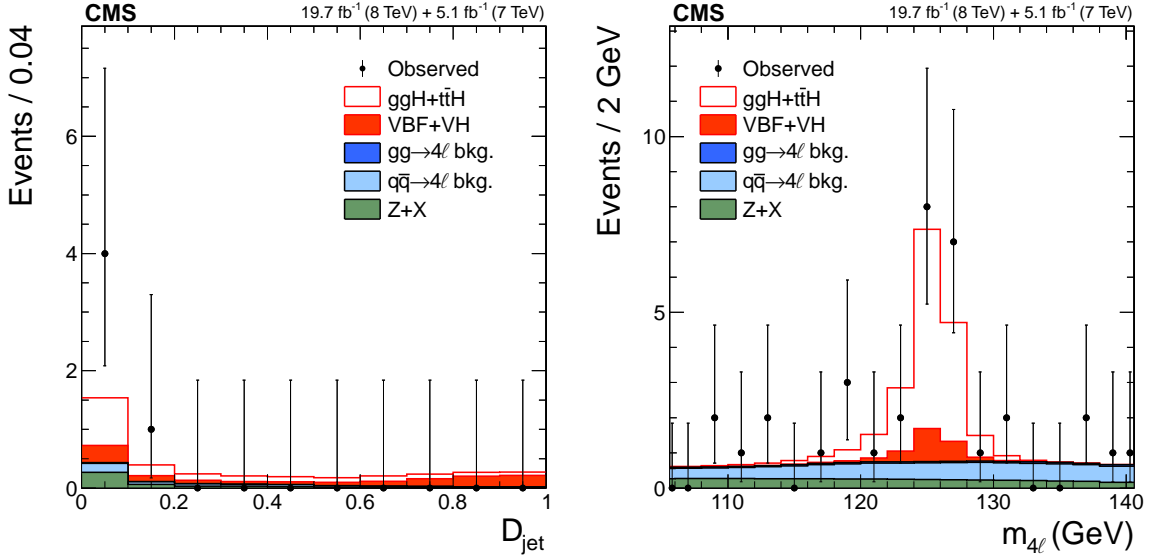 CMS 19.7 fb⁻¹ (8 TeV) + 5.1 fb⁻¹ (7 TeV)
Events / 0.04
Observed
ggH+tt̄H
VBF+VH
gg→4ℓ bkg.
qq̄→4ℓ bkg.
Z+X
6
4
2
0
0 0.2 0.4 0.6 0.8 1
D_jet
CMS 19.7 fb⁻¹ (8 TeV) + 5.1 fb⁻¹ (7 TeV)
Events / 2 GeV
Observed
ggH+tt̄H
VBF+VH
gg→4ℓ bkg.
qq̄→4ℓ bkg.
Z+X
10
5
0
110 120 130 140
m_4ℓ (GeV)